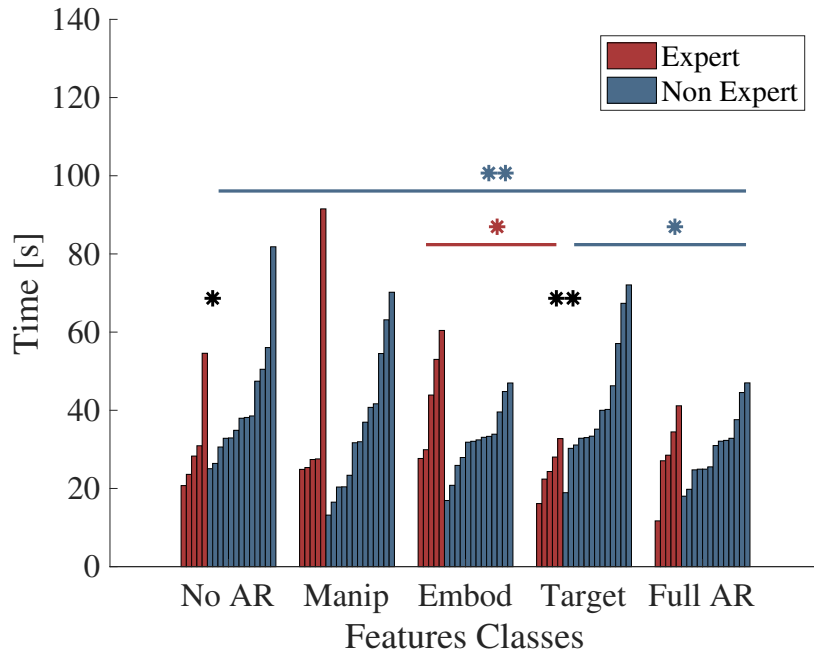 140
120
100
80
60
40
20
0
Time [s]
Expert
Non Expert
**
*
*
*
**
No AR Manip Embod Target Full AR
Features Classes